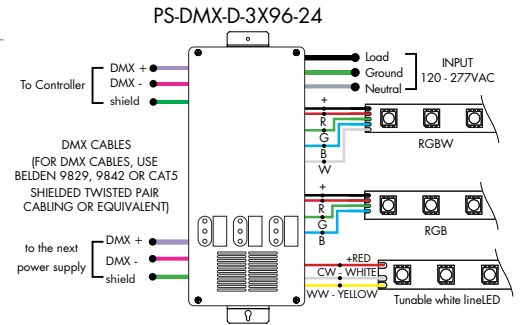 PS-DMX-D-3X96-24
DMX +
DMX -
shield
To Controller
Load
Ground
Neutral
INPUT
120 - 277VAC
+
R
G
B
W
RGBW
DMX CABLES
(FOR DMX CABLES, USE
BELDEN 9829, 9842 OR CAT5
SHIELDED TWISTED PAIR
CABLING OR EQUIVALENT)
+
R
G
B
RGB
to the next
power supply
DMX +
DMX -
shield
+RED
CW - WHITE
WW - YELLOW
Tunable white lineLED